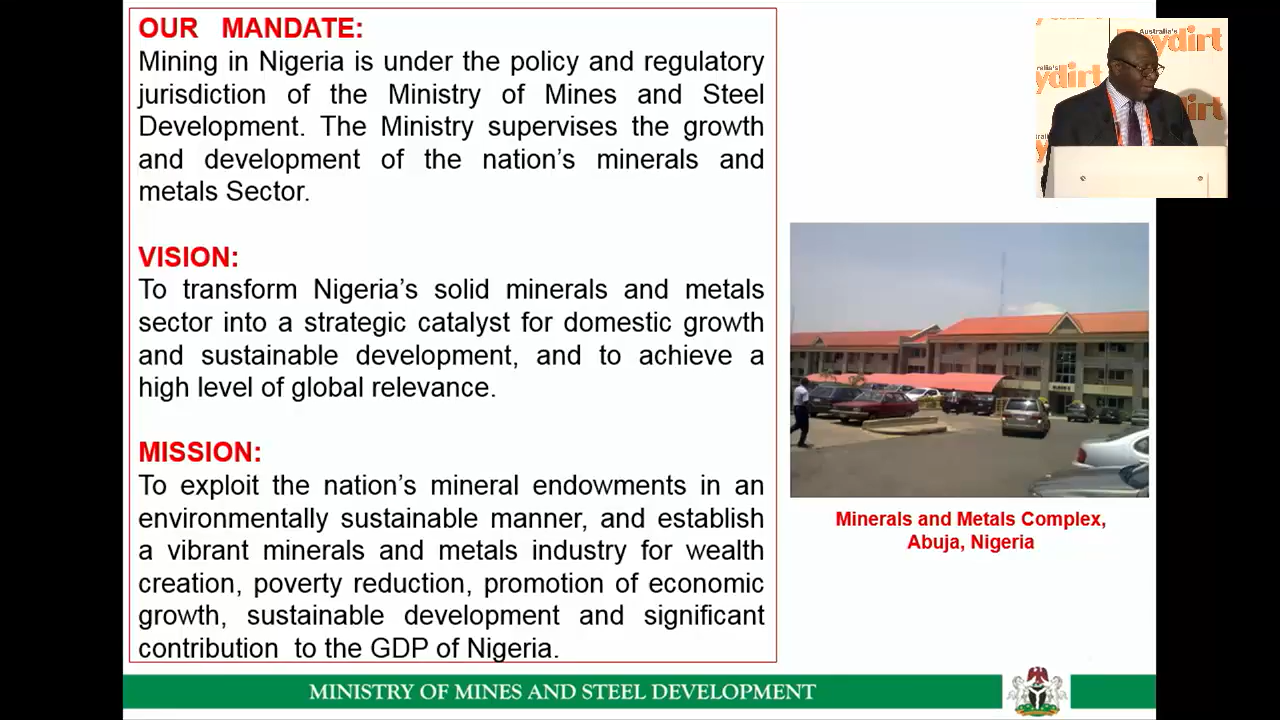 OUR MANDATE:
Mining in Nigeria is under the policy and regulatory
jurisdiction of the Ministry of Mines and Steel
Development. The Ministry supervises the growth
and development of the nation's minerals and
metals Sector.
VISION:
To transform Nigeria's solid minerals and metals
sector into a strategic catalyst for domestic growth
and sustainable development, and to achieve a
high level of global relevance.
MISSION:
To exploit the nation's mineral endowments in an
environmentally sustainable manner, and establish
a vibrant minerals and metals industry for wealth
creation, poverty reduction, promotion of economic
growth, sustainable development and significant
contribution to the GDP of Nigeria.
Australia's
Minerals and Metals Complex,
Abuja, Nigeria
MINISTRY OF MINES AND STEEL DEVELOPMENT